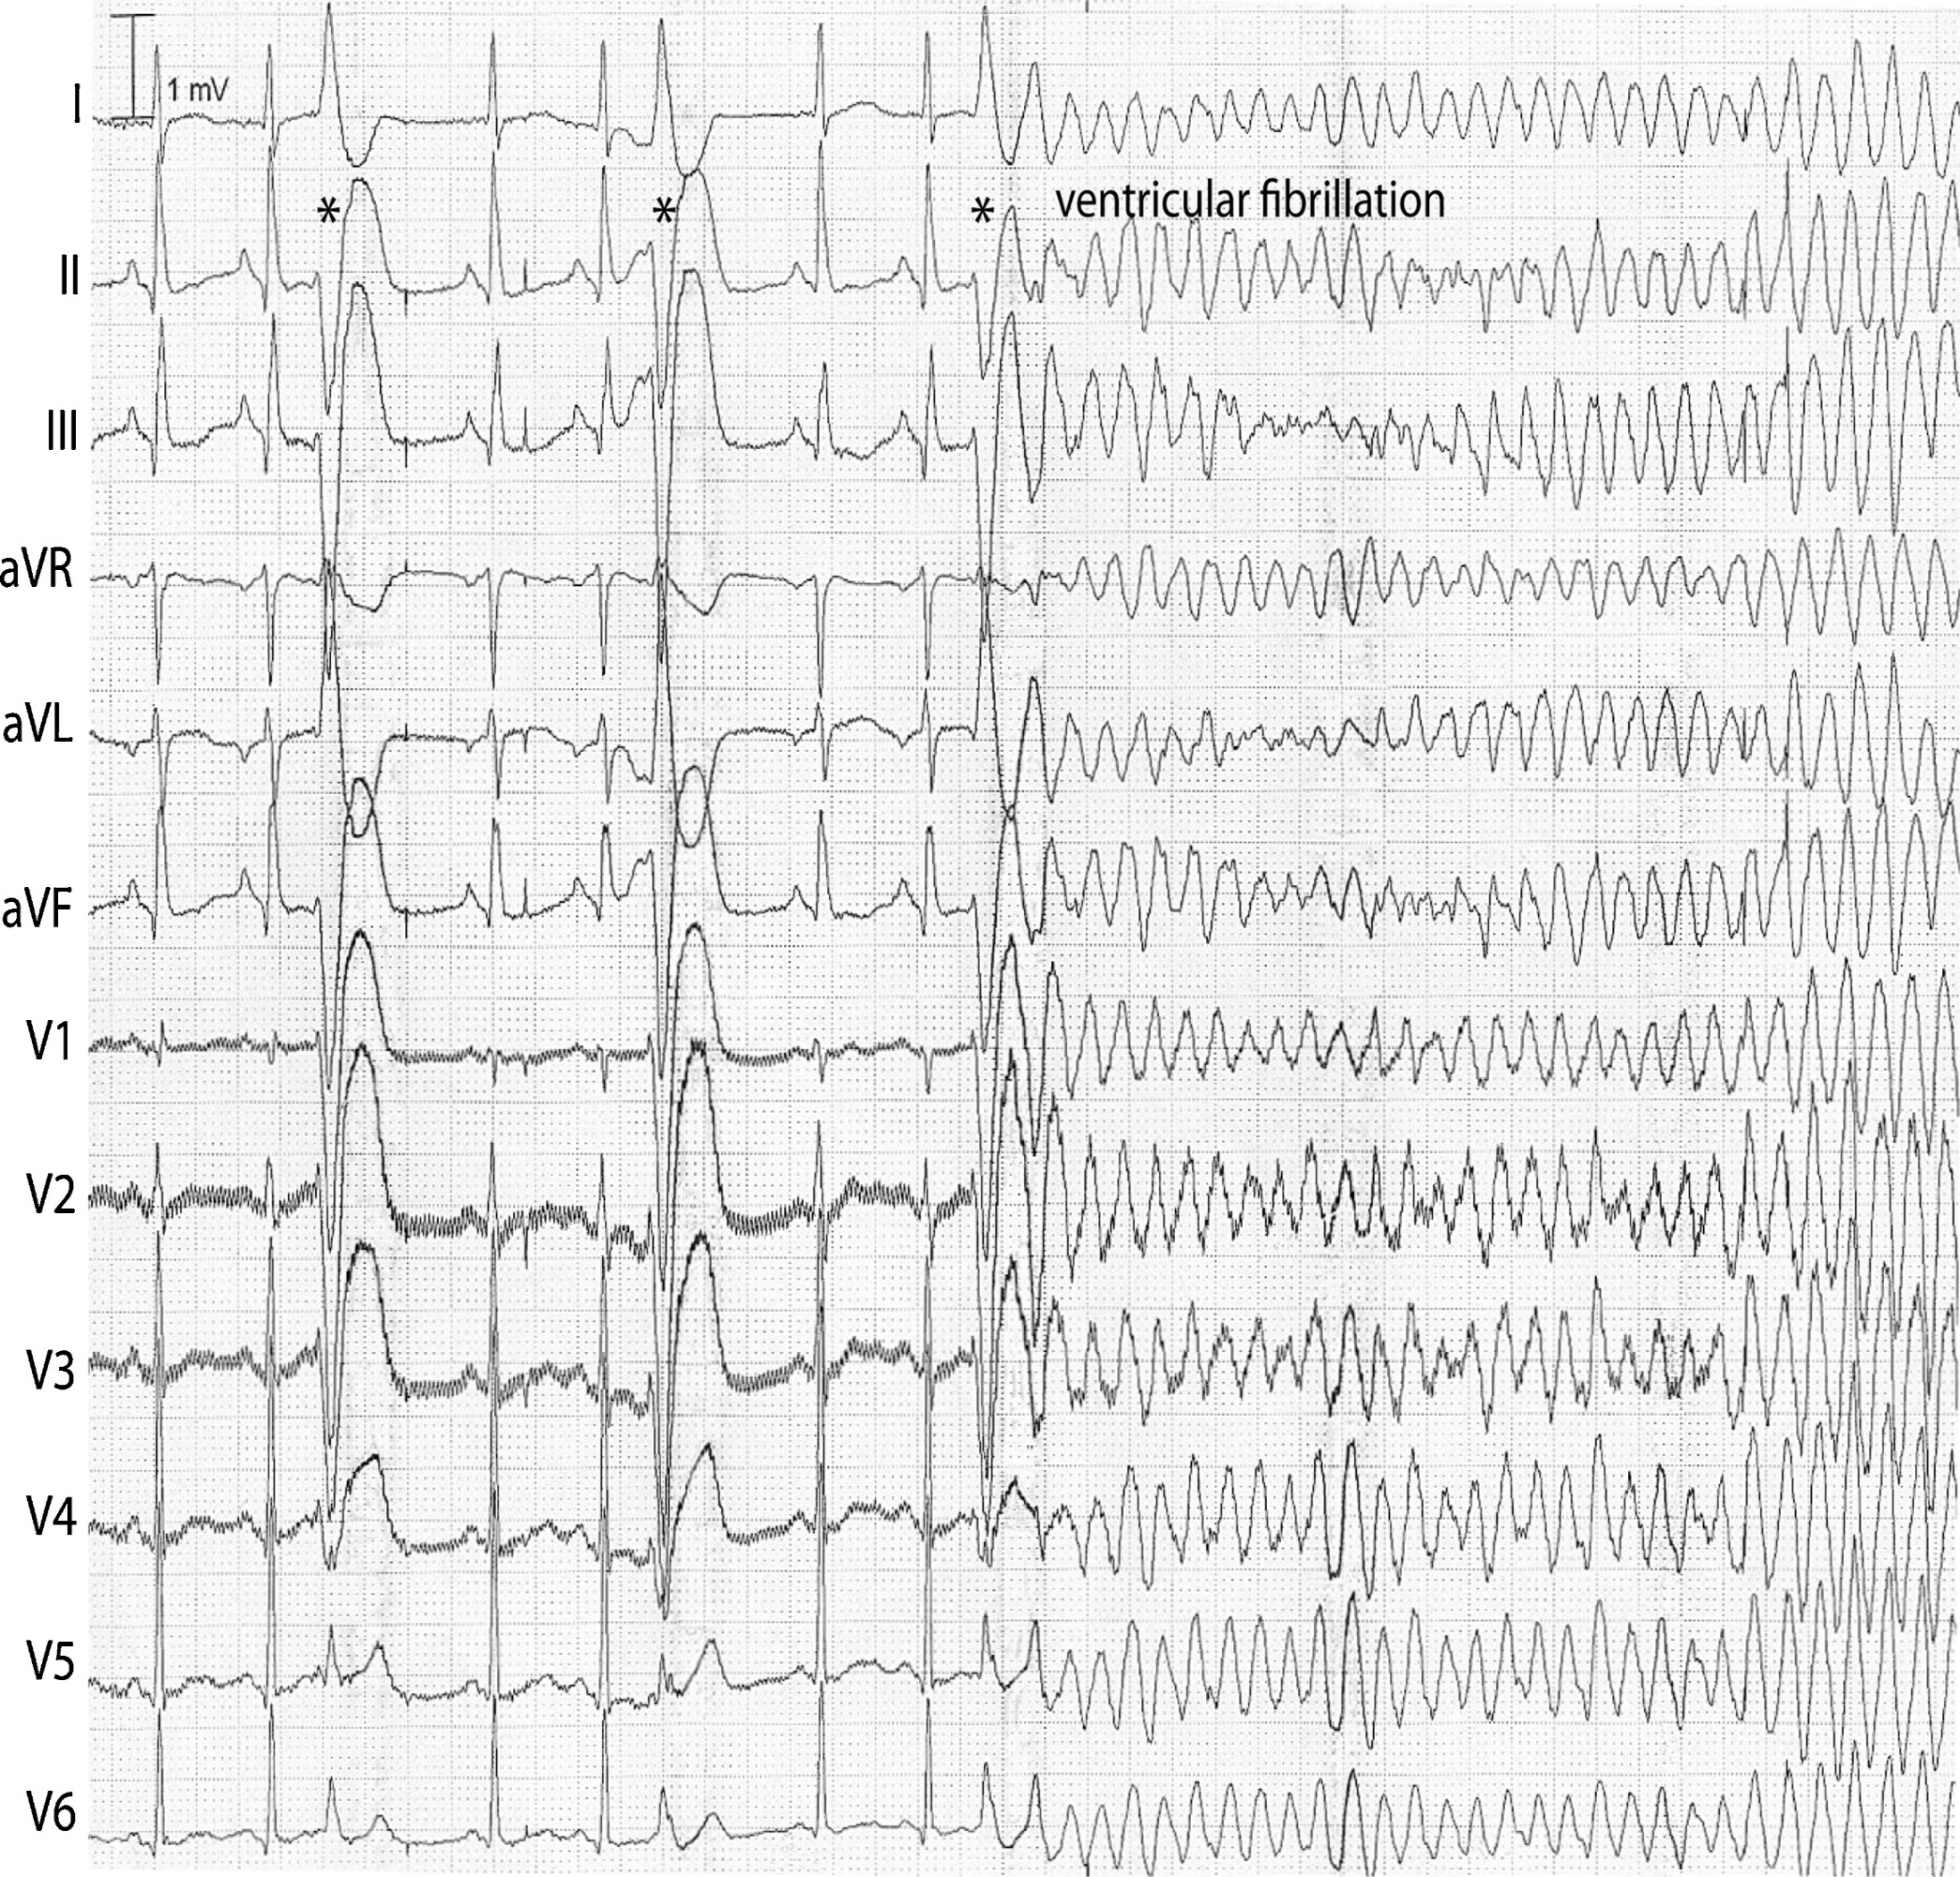 1 mV
I
* * * ventricular fibrillation
II
III
aVR
aVL
aVF
V1
V2
V3
V4
V5
V6